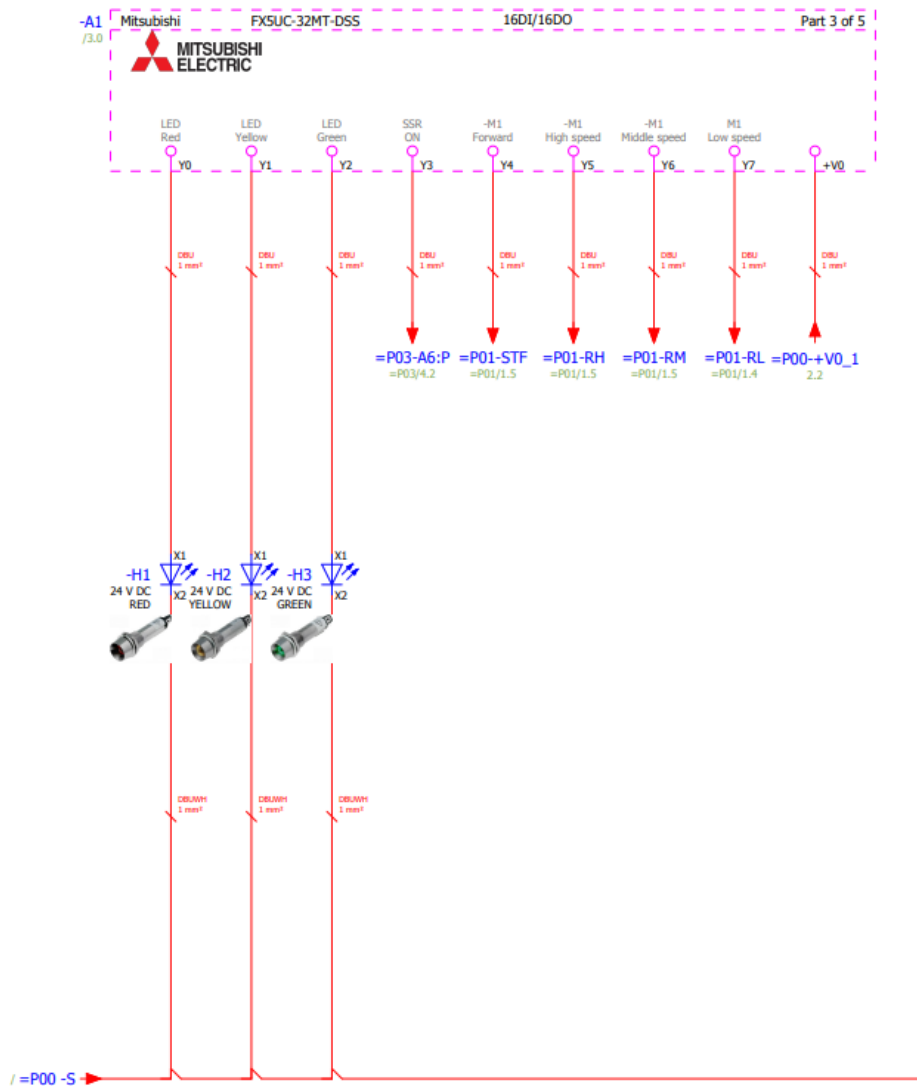 -A1 Mitsubishi FX5UC-32MT-DSS 16DI/16DO Part 3 of 5
/3.0
MITSUBISHI
ELECTRIC
LED LED LED SSR -M1 -M1 -M1 M1
Red Yellow Green ON Forward High speed Middle speed Low speed
Y0 Y1 Y2 Y3 Y4 Y5 Y6 Y7 +V0
DBU DBU DBU DBU DBU DBU DBU DBU DBU
1 mm² 1 mm² 1 mm² 1 mm² 1 mm² 1 mm² 1 mm² 1 mm² 1 mm²
=P03-A6:P =P01-STF =P01-RH =P01-RM =P01-RL =P00-+V0_1
=P03/4.2 =P01/1.5 =P01/1.5 =P01/1.5 =P01/1.4 2.2
X1 X1 X1
-H1 -H2 -H3
24 V DC 24 V DC 24 V DC
X2 X2 X2
RED YELLOW GREEN
DBUWH DBUWH DBUWH
1 mm² 1 mm² 1 mm²
/ =P00 -S